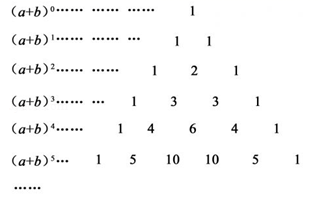 (a+b)⁰…… …… …… 1
(a+b)¹…… …… … 1 1
(a+b)²…… …… 1 2 1
(a+b)³…… … 1 3 3 1
(a+b)⁴…… 1 4 6 4 1
(a+b)⁵… 1 5 10 10 5 1
……